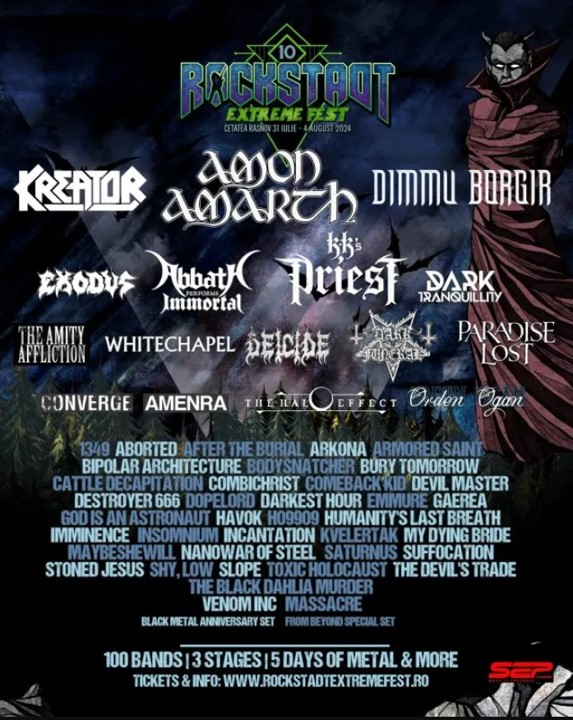 10
ROCKSTADT
EXTREME FEST
CETATEA RASNOV 31 IULIE - 4 AUGUST 2024
KREATOR AMON AMARTH DIMMU BORGIR
EXODUS Abbath PERFORMS Immortal kk's Priest DARK TRANQUILLITY
THE AMITY AFFLICTION WHITECHAPEL DEICIDE DARK FUNERAL PARADISE LOST
CONVERGE AMENRA THE HALO EFFECT Orden Ogan
1349 ABORTED AFTER THE BURIAL ARKONA ARMORED SAINT
BIPOLAR ARCHITECTURE BODYSNATCHER BURY TOMORROW
CATTLE DECAPITATION COMBICHRIST COMEBACK KID DEVIL MASTER
DESTROYER 666 DOPELORD DARKEST HOUR EMMURE GAEREA
GOD IS AN ASTRONAUT HAVOK HO9909 HUMANITY'S LAST BREATH
IMMINENCE INSOMNIUM INCANTATION KVELERTAK MY DYING BRIDE
MAYBESHEWILL NANOWAR OF STEEL SATURNUS SUFFOCATION
STONED JESUS SHY, LOW SLOPE TOXIC HOLOCAUST THE DEVIL'S TRADE
THE BLACK DAHLIA MURDER
VENOM INC MASSACRE
BLACK METAL ANNIVERSARY SET FROM BEYOND SPECIAL SET
100 BANDS | 3 STAGES | 5 DAYS OF METAL & MORE
TICKETS & INFO: WWW.ROCKSTADTEXTREMEFEST.RO
SEP